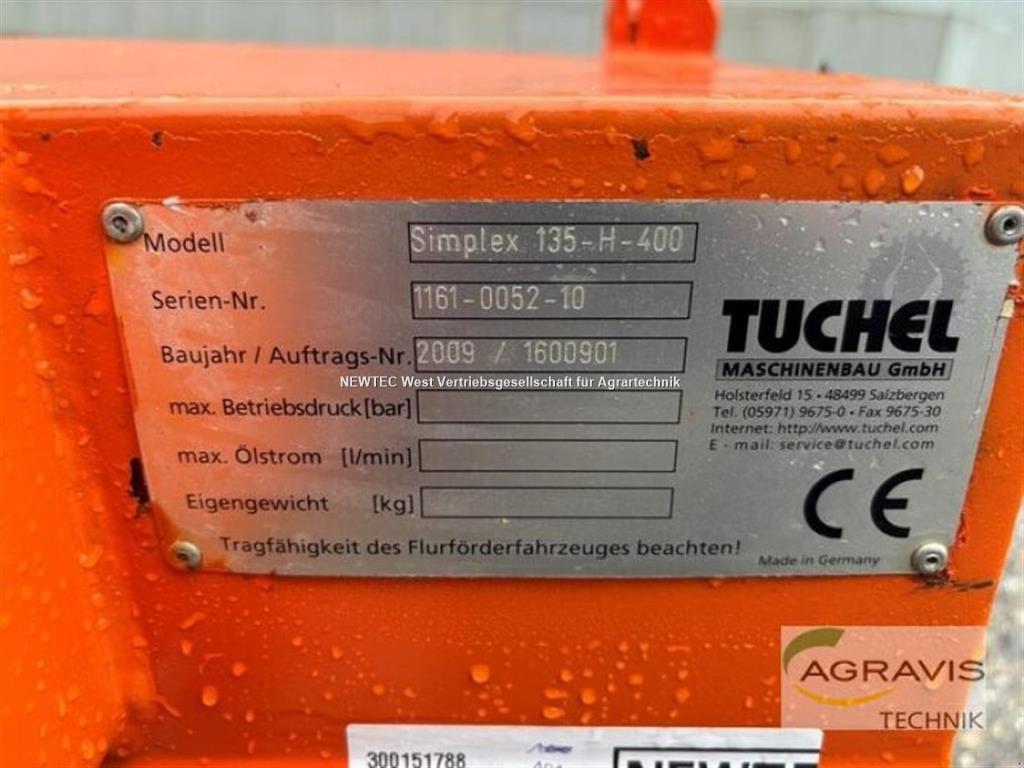 Modell Simplex 135-H-400
Serien-Nr. 1161-0052-10
Baujahr / Auftrags-Nr. 2009 / 1600901
NEWTEC West Vertriebsgesellschaft für Agrartechnik
max. Betriebsdruck [bar]
max. Ölstrom [l/min]
Eigengewicht [kg]
Tragfähigkeit des Flurförderfahrzeuges beachten!
TUCHEL
MASCHINENBAU GmbH
Holsterfeld 15 • 48499 Salzbergen
Tel. (05971) 9675-0 • Fax 9675-30
Internet: http://www.tuchel.com
E - mail: service@tuchel.com
CE
Made in Germany
AGRAVIS
TECHNIK
300151788